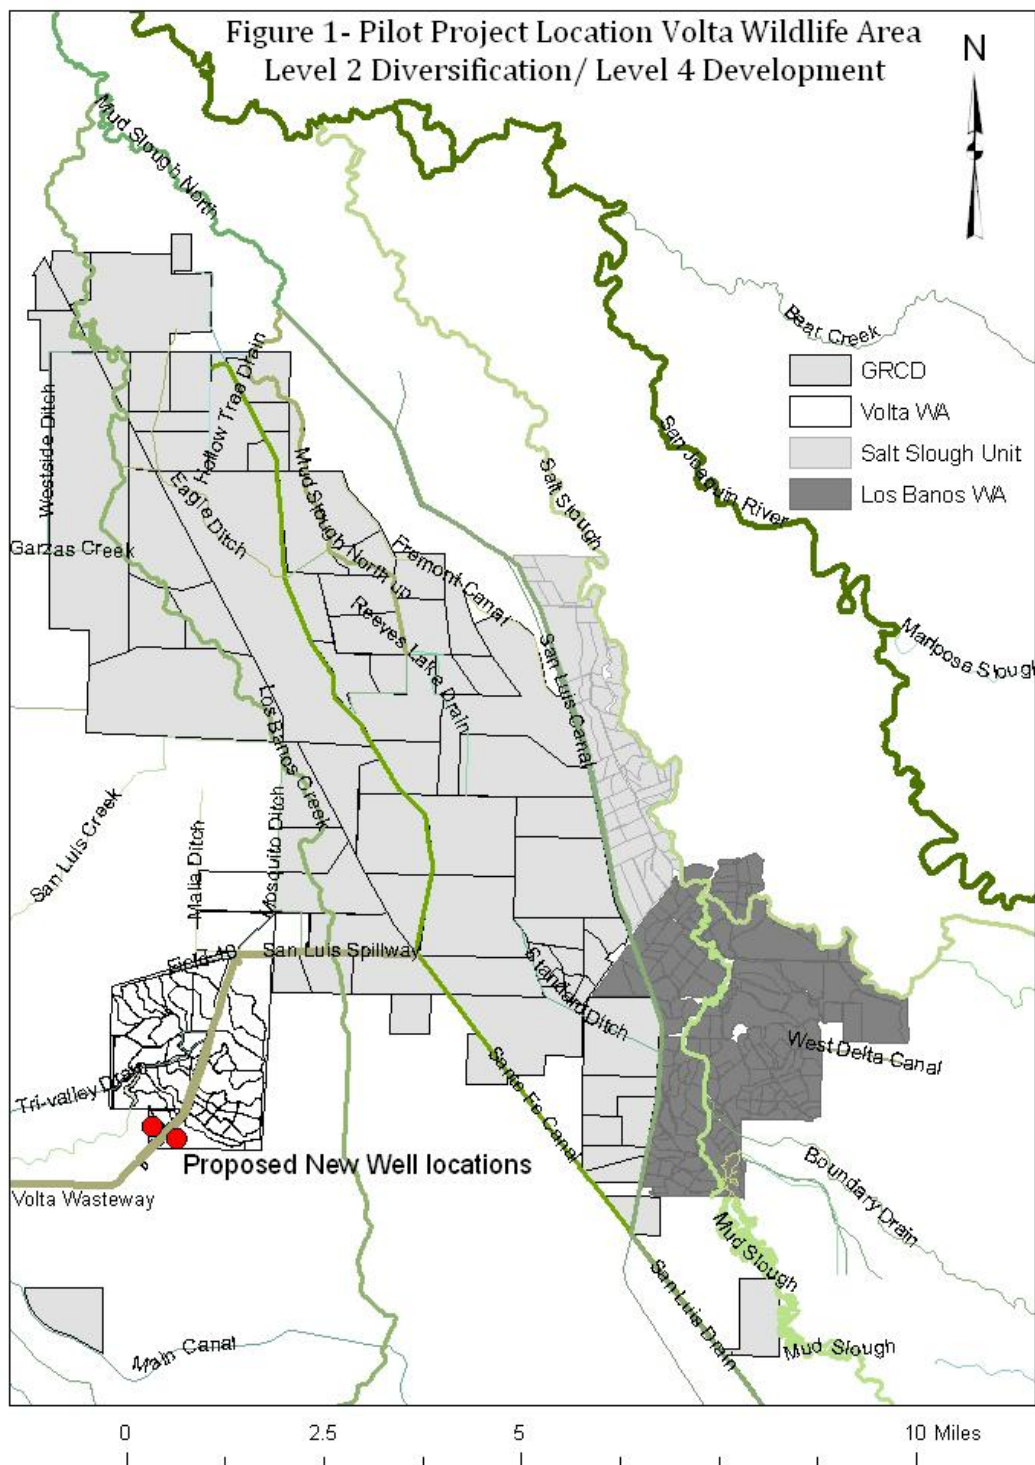 Figure 1- Pilot Project Location Volta Wildlife Area
Level 2 Diversification/ Level 4 Development
N
Mud Slough North
Bear Creek
GRCD
Volta WA
Salt Slough Unit
Los Banos WA
Hallow Tree Drain
Westside Ditch
San Joaquin River
Salt Slough
Eagle Ditch
Mud Slough North up
Garzas Creek
Fremont Canal
Reeves Lake Drain
Mariposa Slough
San Luis Canal
Los Banos Creek
San Luis Creek
Malia Ditch
Mosquito Ditch
Field 10
San Luis Spillway
Standard Ditch
West Delta Canal
Tri-valley Drain
Sante Fe Canal
Proposed New Well locations
Volta Wasteway
Boundary Drain
Mud Slough
San Luis Drain
Main Canal
Mud Slough
0 2.5 5 10 Miles